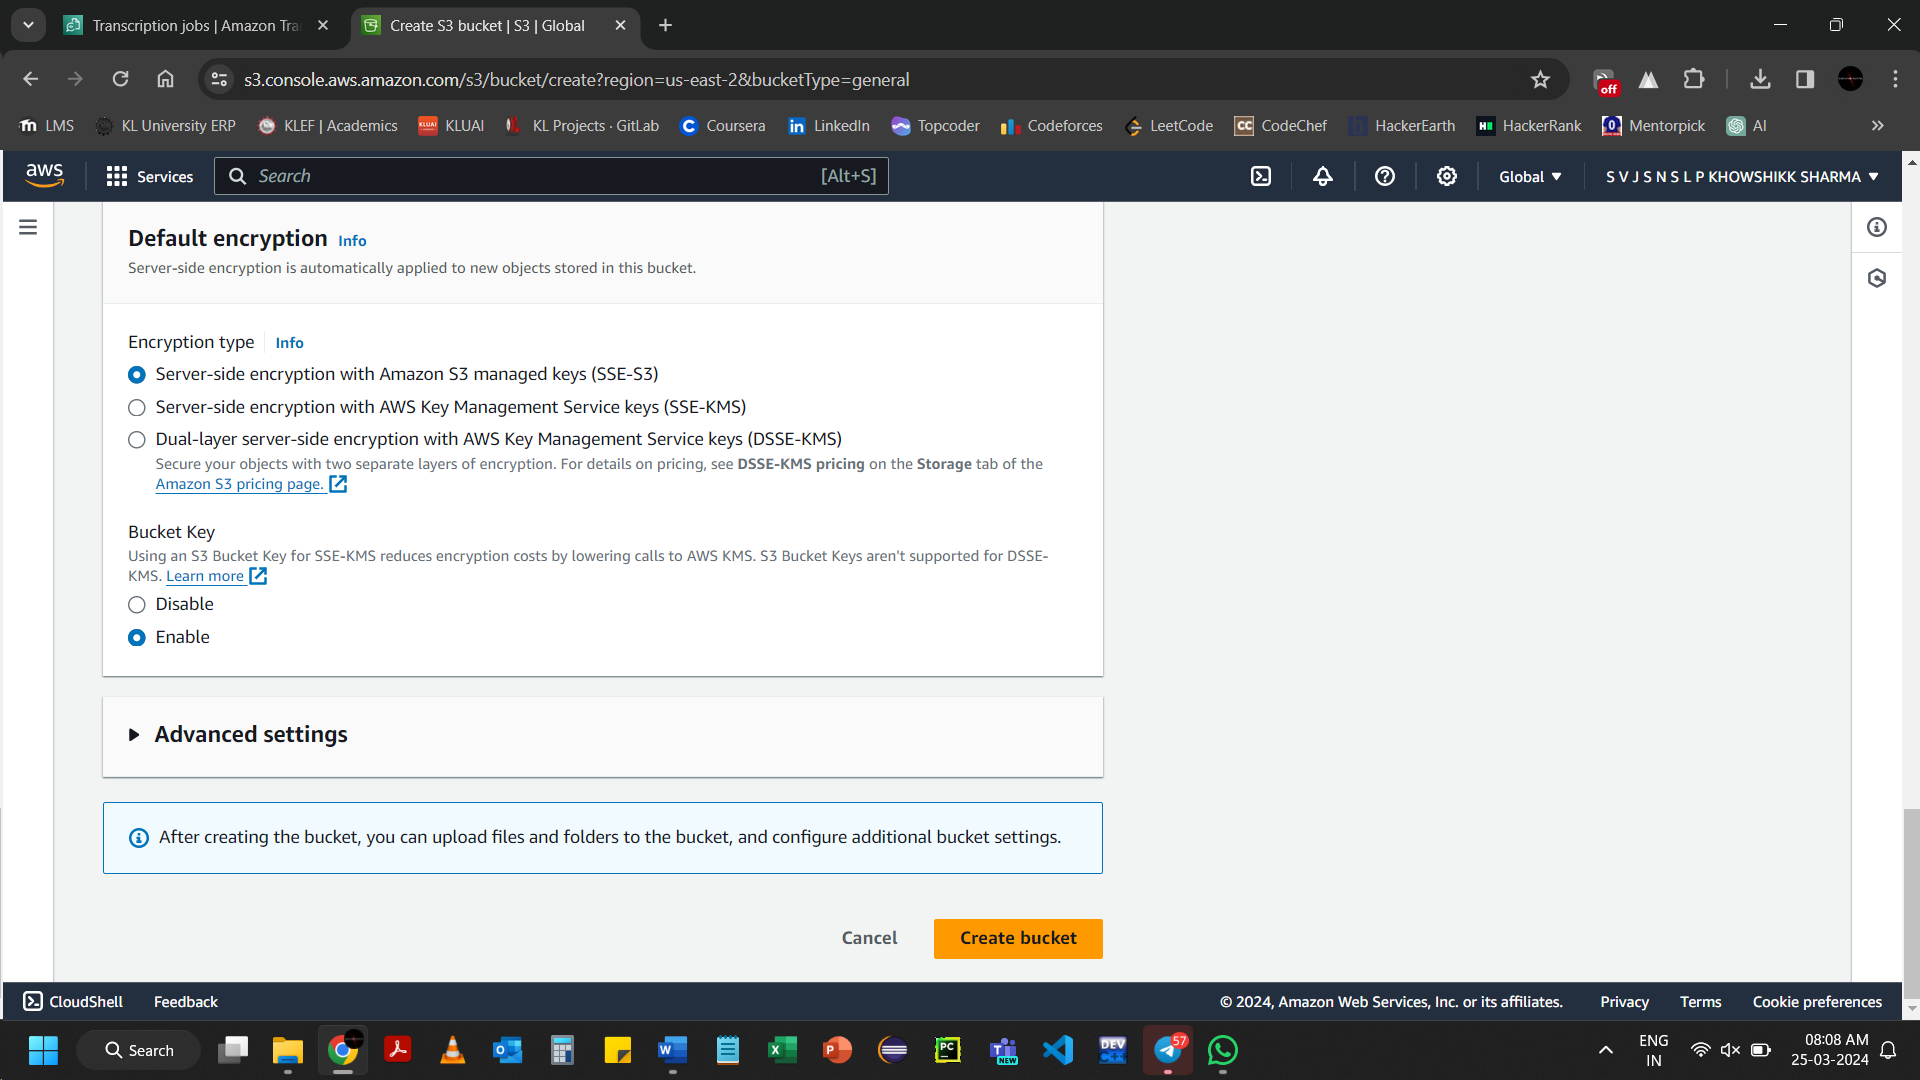 Transcription jobs | Amazon Tra
Create S3 bucket | S3 | Global
s3.console.aws.amazon.com/s3/bucket/create?region=us-east-2&bucketType=general
off
LMS
KL University ERP
KLEF | Academics
KLUAI
KL Projects · GitLab
Coursera
LinkedIn
Topcoder
Codeforces
LeetCode
CodeChef
HackerEarth
HackerRank
Mentorpick
AI
aws
Services
Search
[Alt+S]
Global
S V J S N S L P KHOWSHIKK SHARMA
Default encryption Info
Server-side encryption is automatically applied to new objects stored in this bucket.
Encryption type Info
Server-side encryption with Amazon S3 managed keys (SSE-S3)
Server-side encryption with AWS Key Management Service keys (SSE-KMS)
Dual-layer server-side encryption with AWS Key Management Service keys (DSSE-KMS)
Secure your objects with two separate layers of encryption. For details on pricing, see DSSE-KMS pricing on the Storage tab of the
Amazon S3 pricing page.
Bucket Key
Using an S3 Bucket Key for SSE-KMS reduces encryption costs by lowering calls to AWS KMS. S3 Bucket Keys aren't supported for DSSE-
KMS. Learn more
Disable
Enable
Advanced settings
After creating the bucket, you can upload files and folders to the bucket, and configure additional bucket settings.
Cancel
Create bucket
CloudShell
Feedback
© 2024, Amazon Web Services, Inc. or its affiliates.
Privacy
Terms
Cookie preferences
Search
PC
NEW
DEV
57
ENG
IN
08:08 AM
25-03-2024